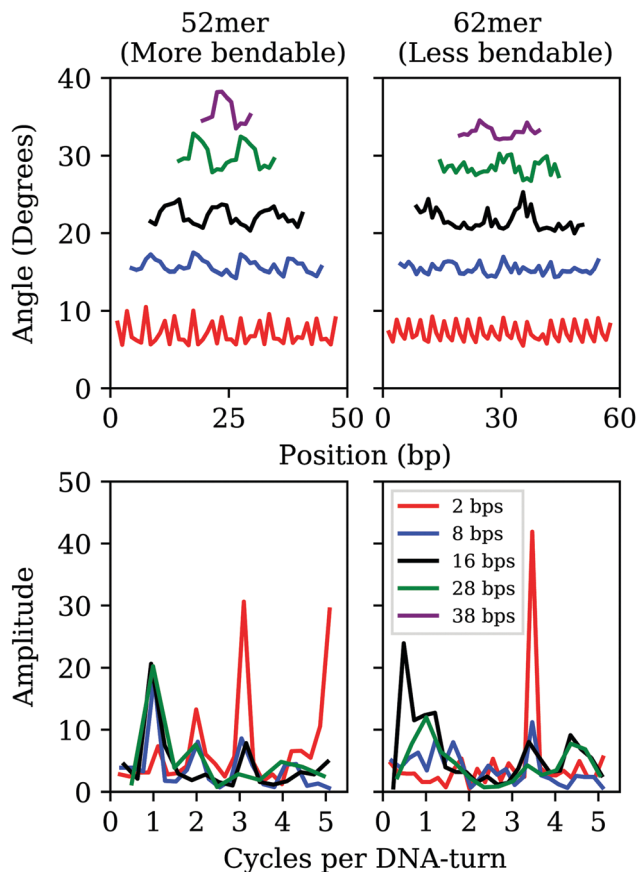 52mer
(More bendable)
62mer
(Less bendable)
Angle (Degrees)
40
30
20
10
0
0
25
50
0
30
60
Position (bp)
Amplitude
50
40
30
20
10
0
2 bps
8 bps
16 bps
28 bps
38 bps
0
1
2
3
4
5
0
1
2
3
4
5
Cycles per DNA-turn